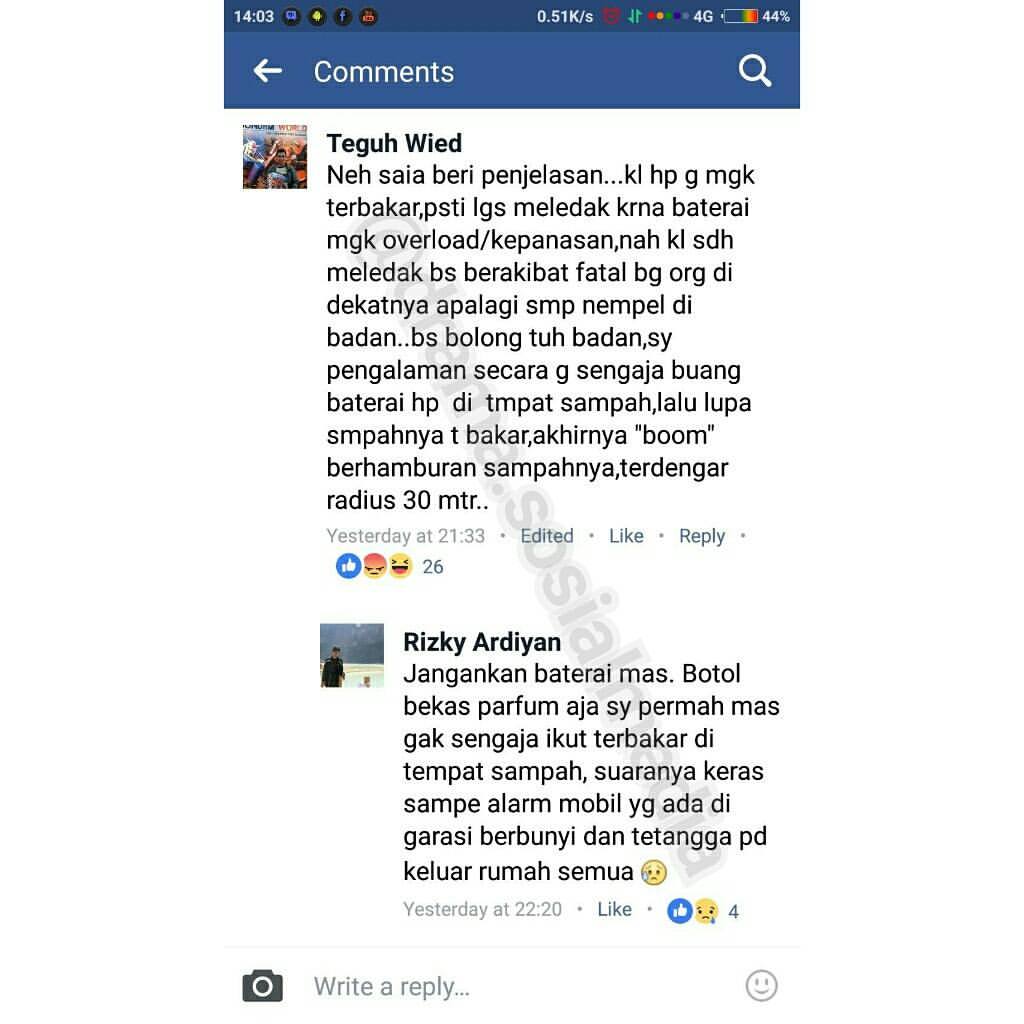 14:03 0.51K/s 4G 44%
Comments
Teguh Wied
Neh saia beri penjelasan...kl hp g mgk
terbakar,psti lgs meledak krna baterai
mgk overload/kepanasan,nah kl sdh
meledak bs berakibat fatal bg org di
dekatnya apalagi smp nempel di
badan..bs bolong tuh badan,sy
pengalaman secara g sengaja buang
baterai hp di tmpat sampah,lalu lupa
smpahnya t bakar,akhirnya "boom"
berhamburan sampahnya,terdengar
radius 30 mtr..
Yesterday at 21:33 • Edited • Like • Reply •
26
Rizky Ardiyan
Jangankan baterai mas. Botol
bekas parfum aja sy permah mas
gak sengaja ikut terbakar di
tempat sampah, suaranya keras
sampe alarm mobil yg ada di
garasi berbunyi dan tetangga pd
keluar rumah semua
Yesterday at 22:20 • Like • 4
Write a reply...
@drama.sosialmedia